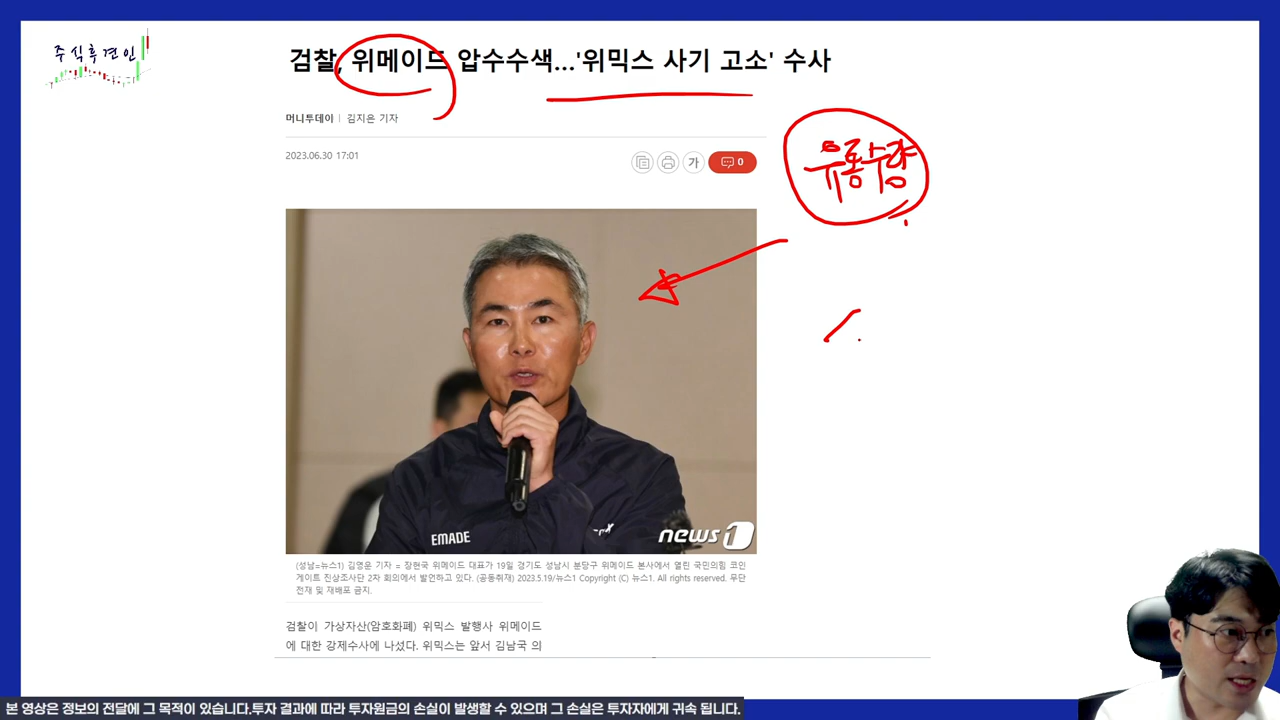 주식후견인
검찰, 위메이드 압수수색...'위믹스 사기 고소' 수사
머니투데이 | 김지은 기자
2023.06.30 17:01
가
0
유통수량
EMADE
news1
(성남=뉴스1) 김영운 기자 = 장현국 위메이드 대표가 19일 경기도 성남시 분당구 위메이드 본사에서 열린 국민의힘 코인
게이트 진상조사단 2차 회의에서 발언하고 있다. (공동취재) 2023.5.19/뉴스1 Copyright (C) 뉴스1. All rights reserved. 무단
전재 및 재배포 금지.
검찰이 가상자산(암호화폐) 위믹스 발행사 위메이드
에 대한 강제수사에 나섰다. 위믹스는 앞서 김남국 의
본 영상은 정보의 전달에 그 목적이 있습니다.투자 결과에 따라 투자원금의 손실이 발생할 수 있으며 그 손실은 투자자에게 귀속 됩니다.